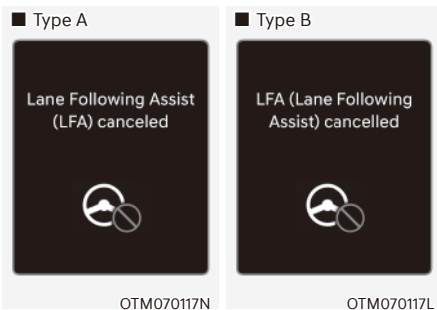 ■ Type A
Lane Following Assist
(LFA) canceled
OTM070117N
■ Type B
LFA (Lane Following
Assist) cancelled
OTM070117L